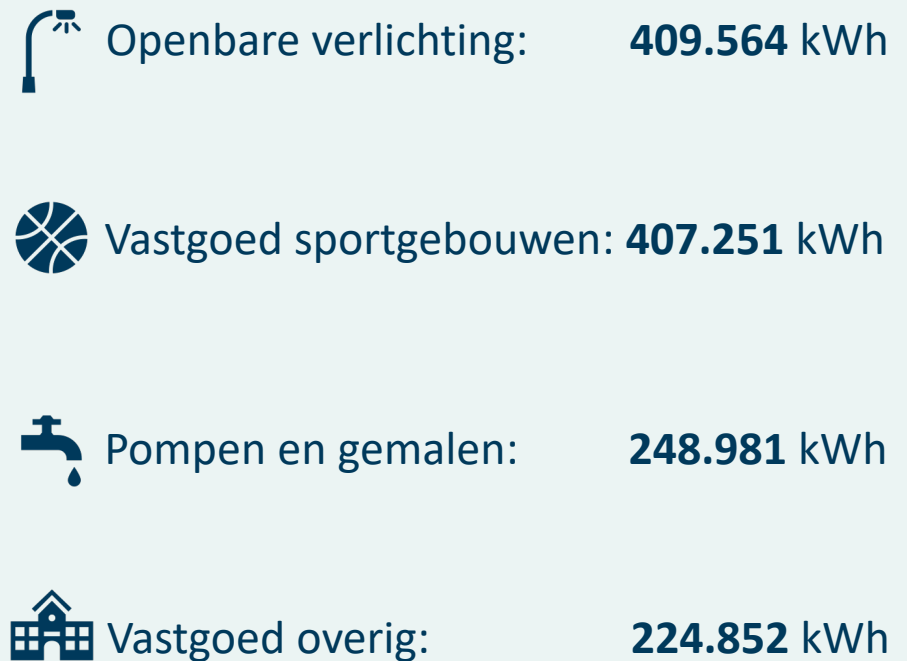 Openbare verlichting: 409.564 kWh
Vastgoed sportgebouwen: 407.251 kWh
Pompen en gemalen: 248.981 kWh
Vastgoed overig: 224.852 kWh